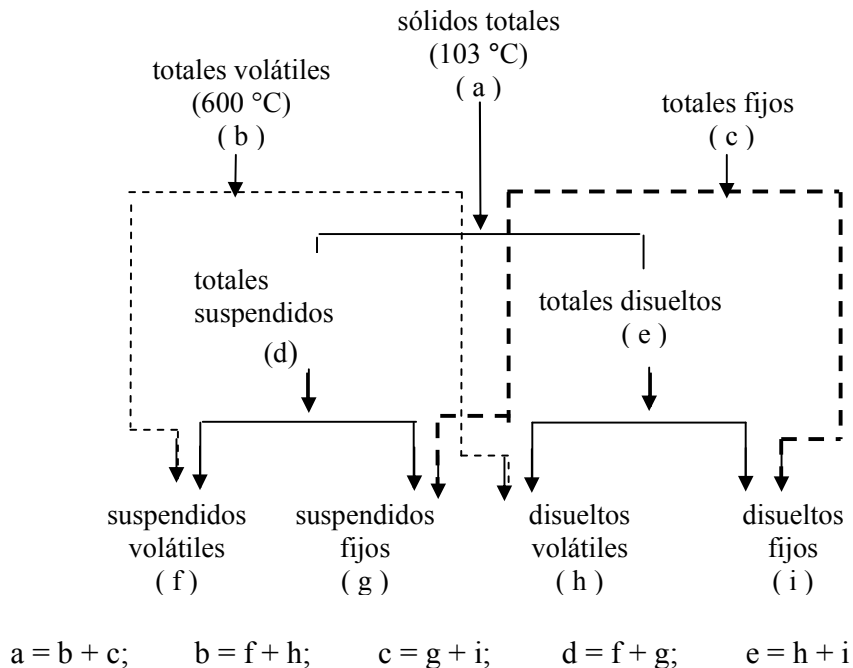 sólidos totales
(103 °C)
( a )
totales volátiles
(600 °C)
( b )
totales fijos
( c )
totales
suspendidos
(d)
totales disueltos
( e )
suspendidos
volátiles
( f )
suspendidos
fijos
( g )
disueltos
volátiles
( h )
disueltos
fijos
( i )
a = b + c; b = f + h; c = g + i; d = f + g; e = h + i